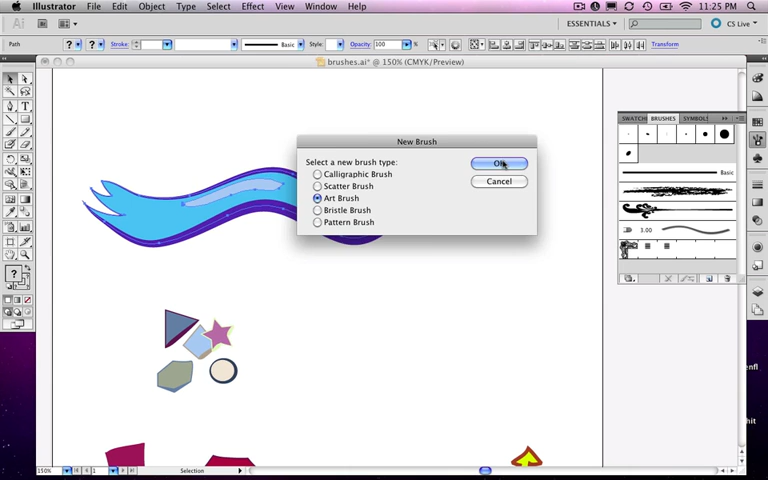 Illustrator File Edit Object Type Select Effect View Window Help 11:25 PM
ESSENTIALS CS Live
Path Stroke: Basic Style: Opacity: 100 % Transform
brushes.ai* @ 150% (CMYK/Preview)
SWATCH BRUSHES SYMBOLS
New Brush
Select a new brush type:
Calligraphic Brush
Scatter Brush
Art Brush
Bristle Brush
Pattern Brush
OK
Cancel
Basic
3.00
150% 1 Selection